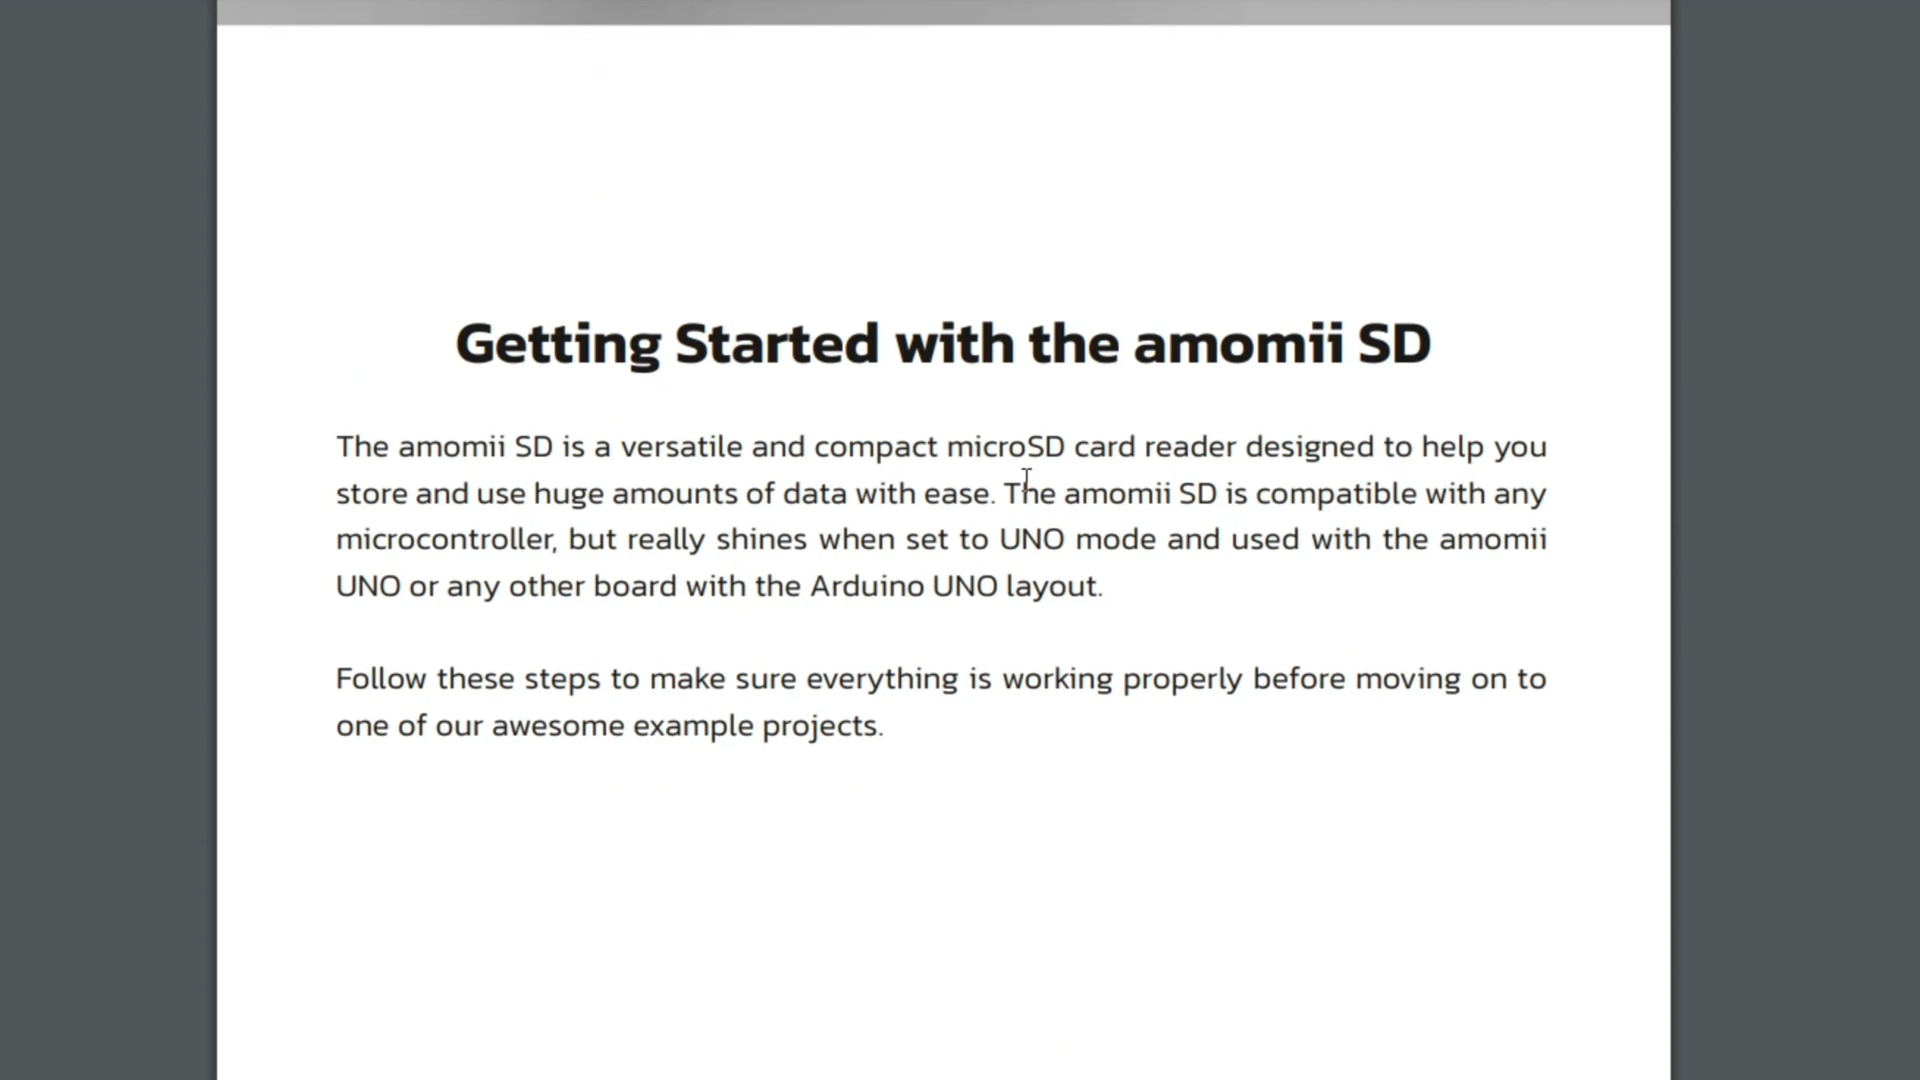 Getting Started with the amomii SD
The amomii SD is a versatile and compact microSD card reader designed to help you
store and use huge amounts of data with ease. The amomii SD is compatible with any
microcontroller, but really shines when set to UNO mode and used with the amomii
UNO or any other board with the Arduino UNO layout.
Follow these steps to make sure everything is working properly before moving on to
one of our awesome example projects.